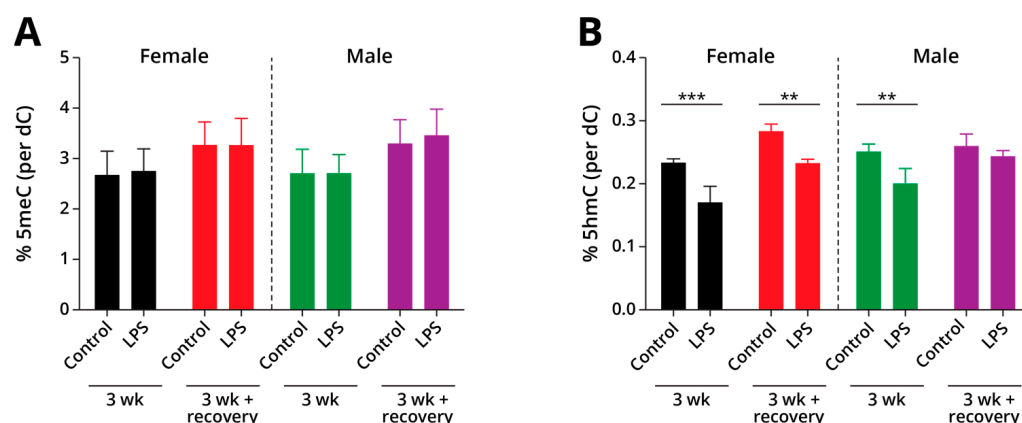 A
Female
Male
% 5meC (per dC)
5
4
3
2
1
0
Control
LPS
Control
LPS
Control
LPS
Control
LPS
3 wk
3 wk +
recovery
3 wk
3 wk +
recovery
B
Female
Male
% 5hmC (per dC)
0.4
0.3
0.2
0.1
0.0
***
**
**
Control
LPS
Control
LPS
Control
LPS
Control
LPS
3 wk
3 wk +
recovery
3 wk
3 wk +
recovery